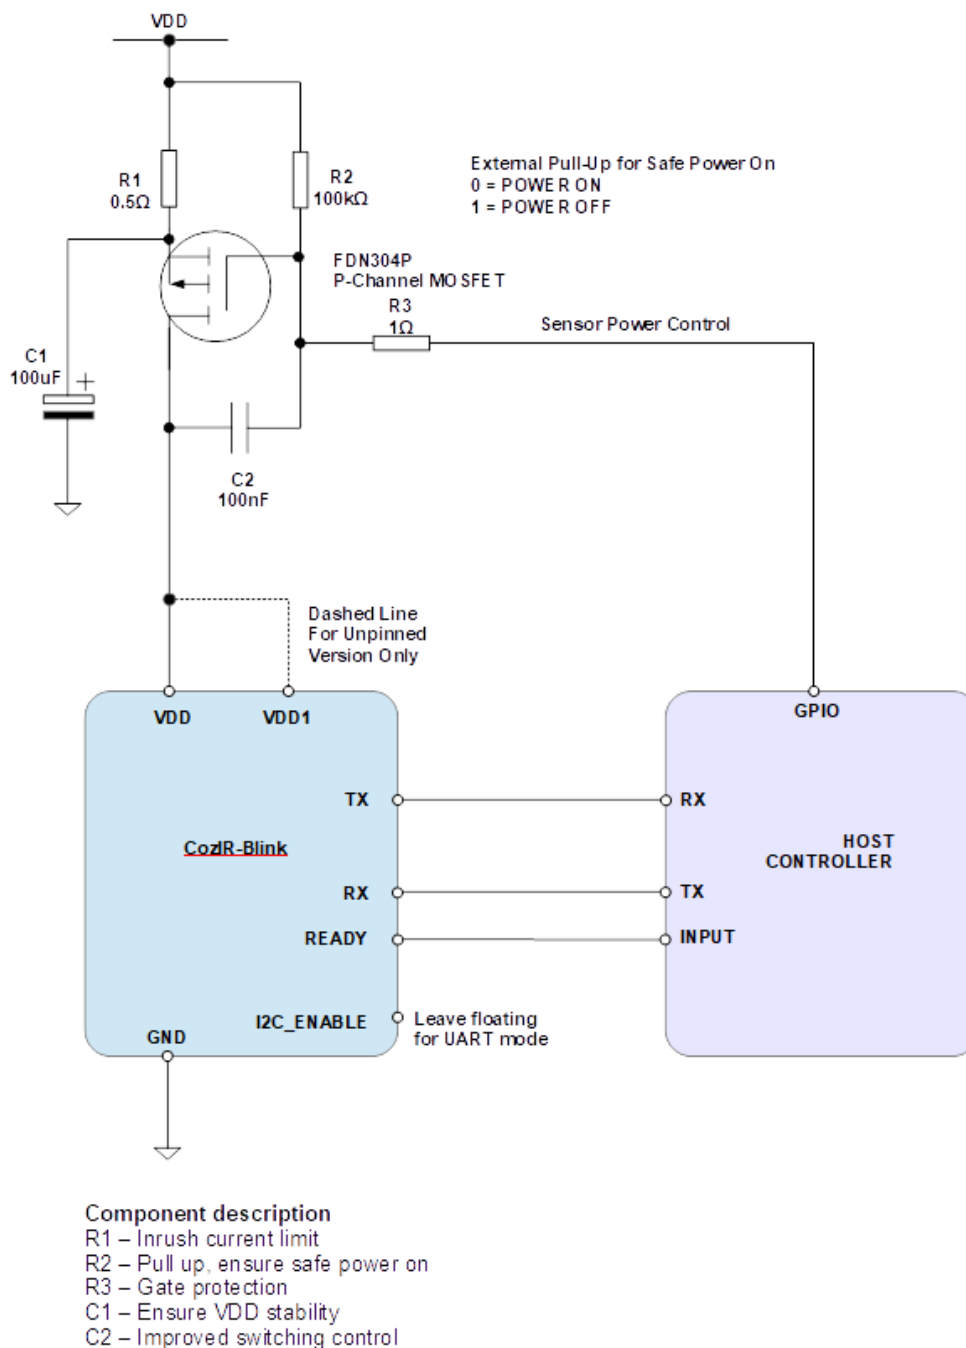 VDD
R1
0.5Ω
R2
100kΩ
External Pull-Up for Safe Power On
0 = POWER ON
1 = POWER OFF
FDN304P
P-Channel MOSFET
R3
1Ω
Sensor Power Control
C1
100uF
+
C2
100nF
Dashed Line
For Unpinned
Version Only
VDD
VDD1
GPIO
TX
RX
CozIR-Blink
HOST
CONTROLLER
RX
TX
READY
INPUT
I2C_ENABLE
Leave floating
for UART mode
GND
Component description
R1 – Inrush current limit
R2 – Pull up, ensure safe power on
R3 – Gate protection
C1 – Ensure VDD stability
C2 – Improved switching control